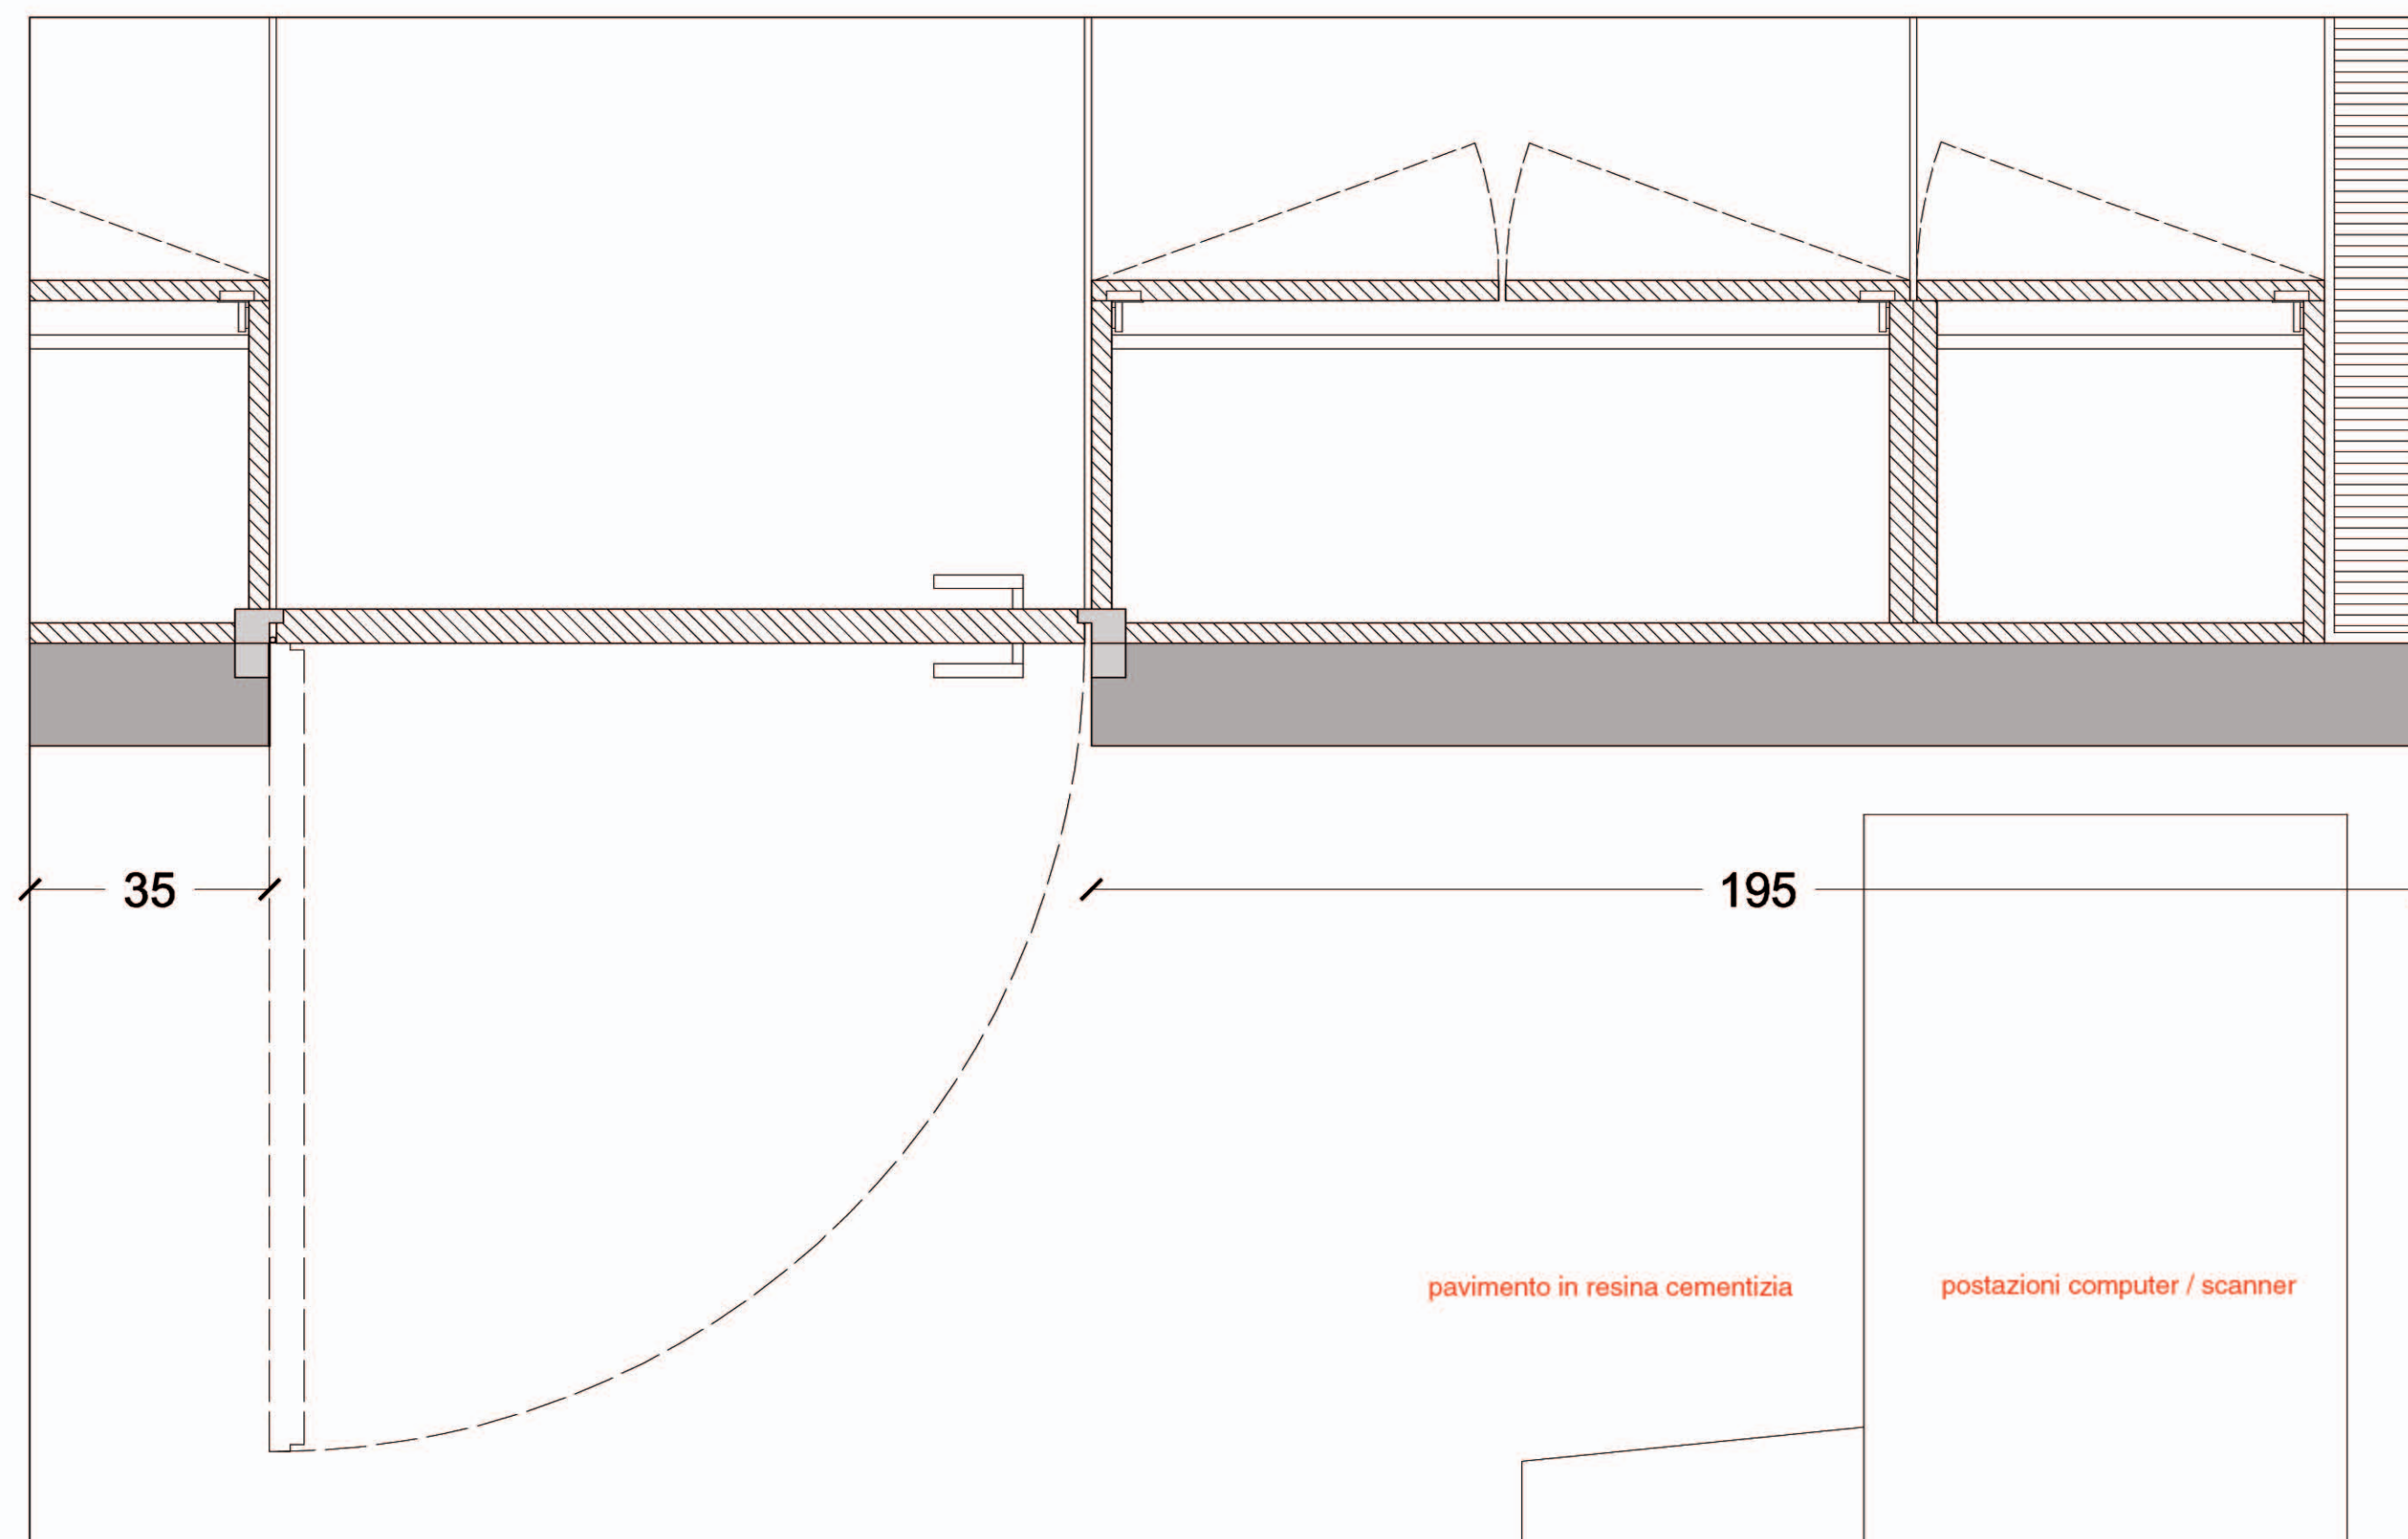 35
195
pavimento in resina cementizia
postazioni computer / scanner